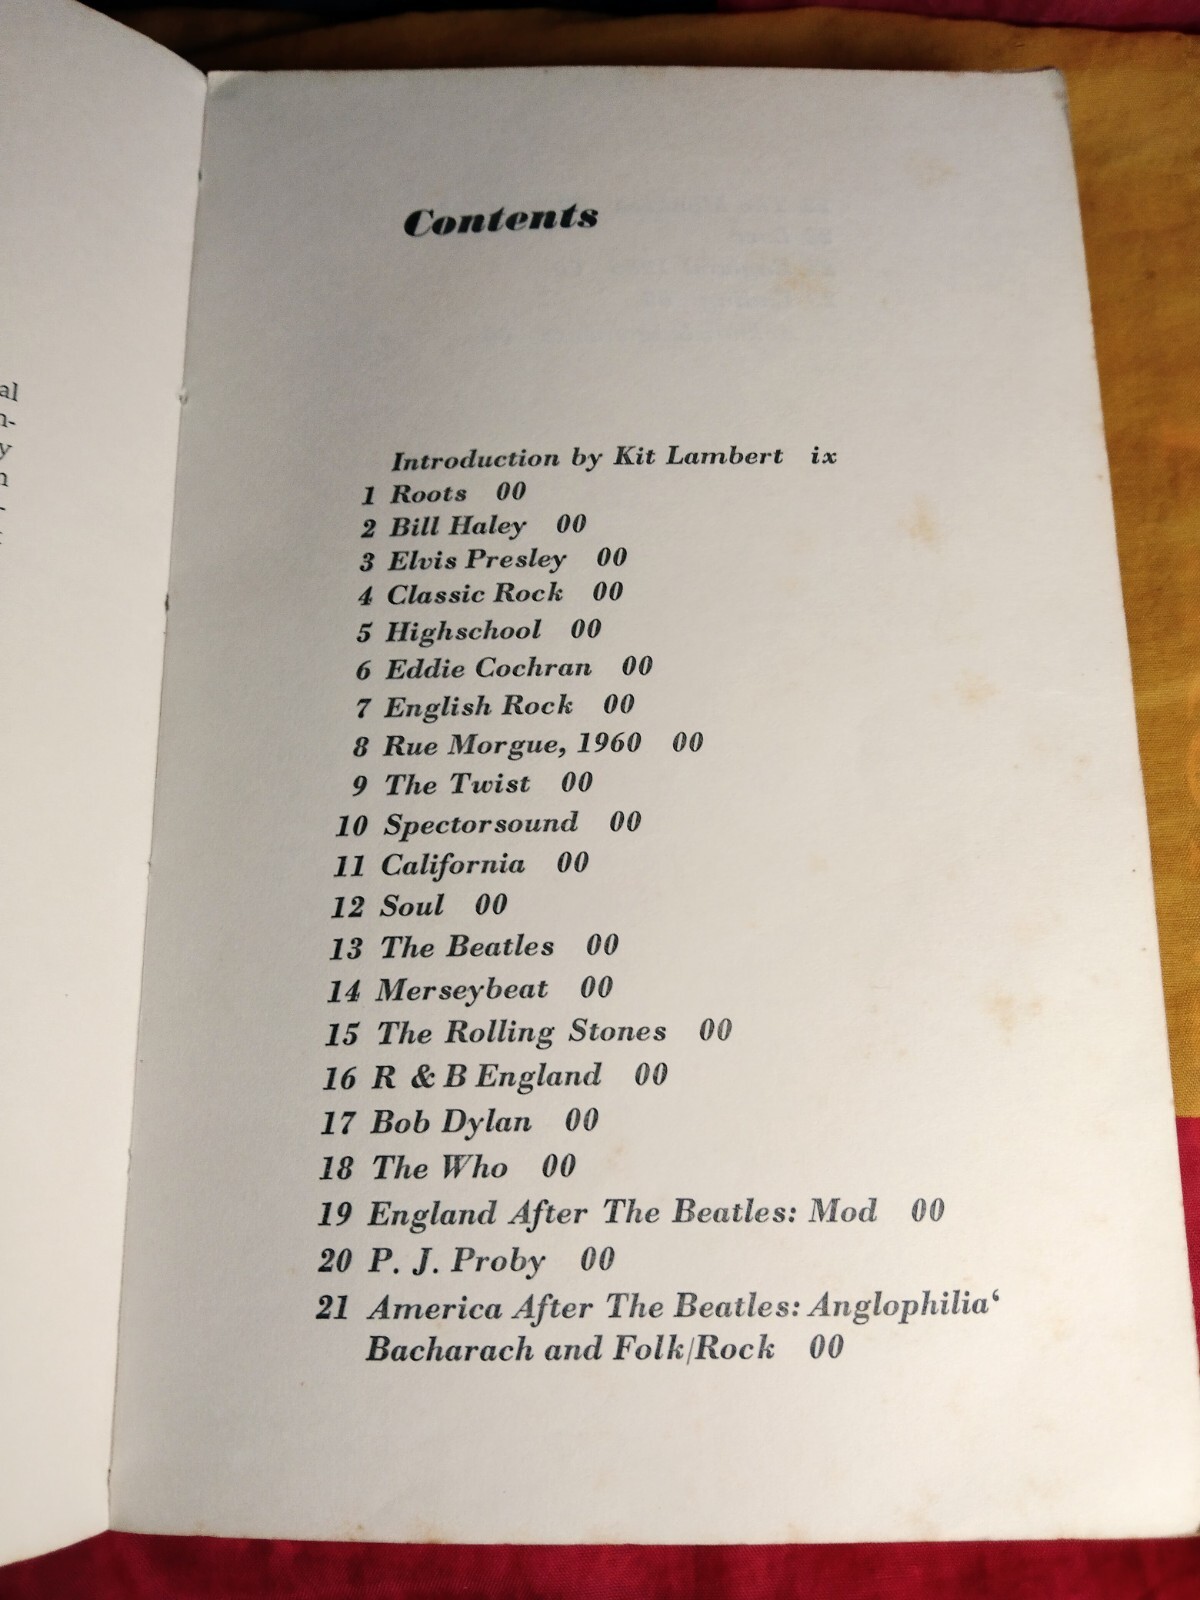 al
n-
y
n
-
Contents
Introduction by Kit Lambert ix
1 Roots 00
2 Bill Haley 00
3 Elvis Presley 00
4 Classic Rock 00
5 Highschool 00
6 Eddie Cochran 00
7 English Rock 00
8 Rue Morgue, 1960 00
9 The Twist 00
10 Spectorsound 00
11 California 00
12 Soul 00
13 The Beatles 00
14 Merseybeat 00
15 The Rolling Stones 00
16 R & B England 00
17 Bob Dylan 00
18 The Who 00
19 England After The Beatles: Mod 00
20 P. J. Proby 00
21 America After The Beatles: Anglophilia‘
Bacharach and Folk/Rock 00